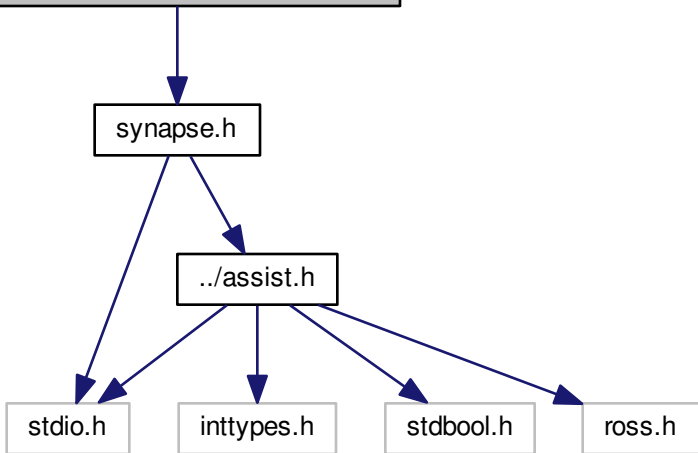 synapse.h
../assist.h
stdio.h
inttypes.h
stdbool.h
ross.h